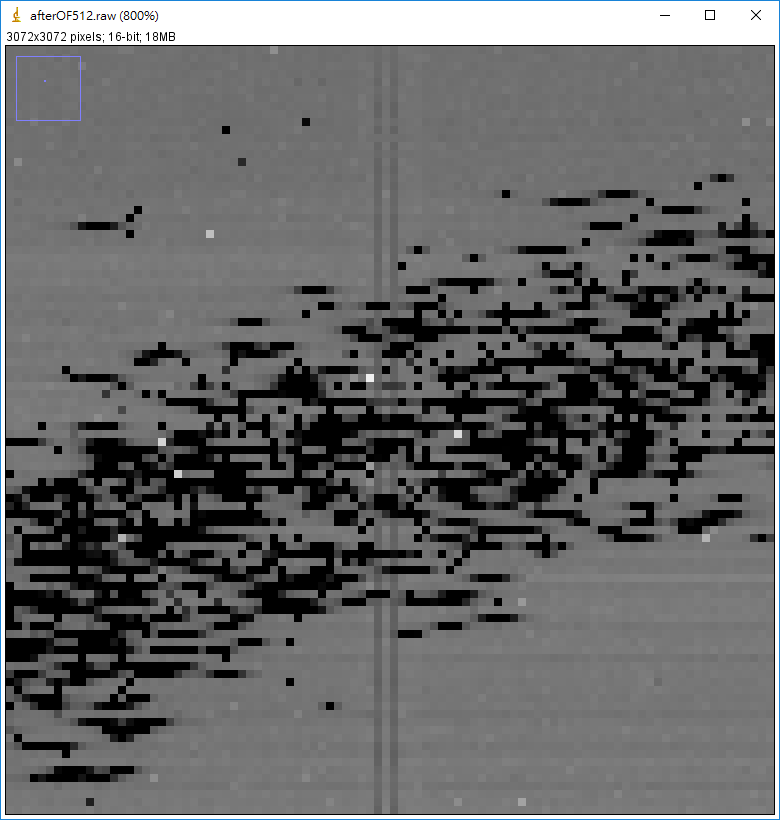 afterOF512.raw (800%)
3072x3072 pixels; 16-bit; 18MB